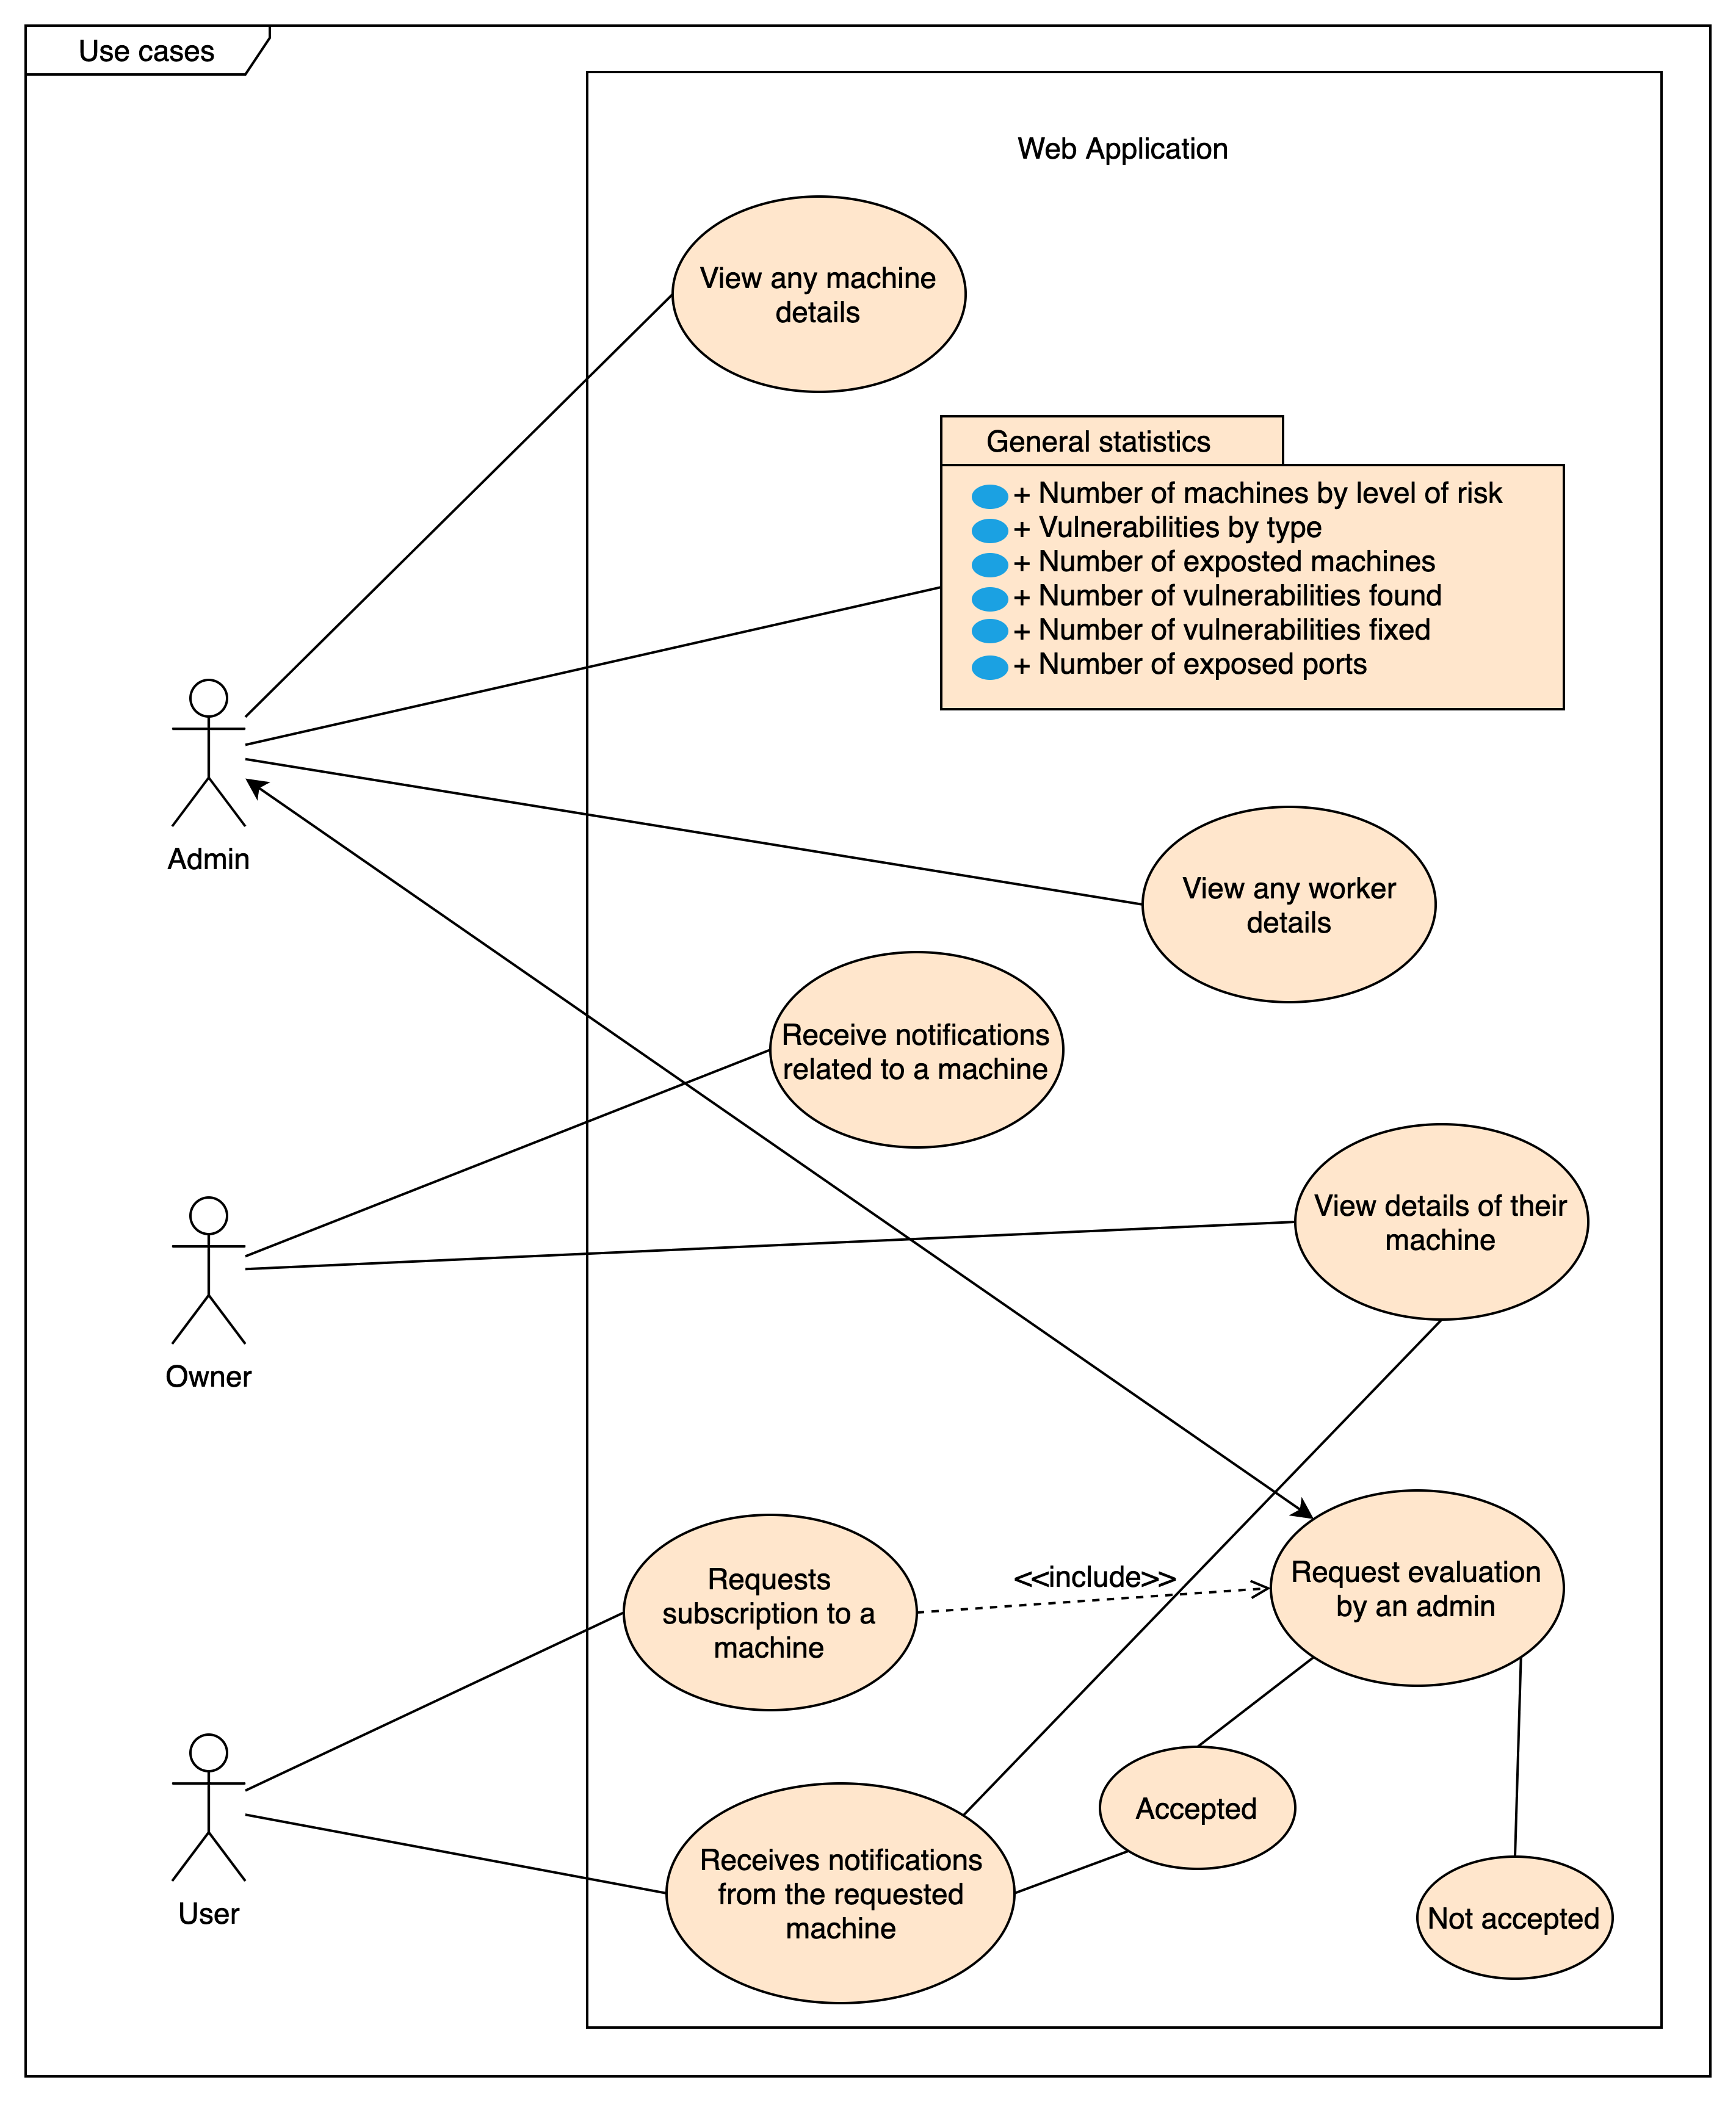 Use cases
Web Application
View any machine
details
General statistics
+ Number of machines by level of risk
+ Vulnerabilities by type
+ Number of exposted machines
+ Number of vulnerabilities found
+ Number of vulnerabilities fixed
+ Number of exposed ports
Admin
View any worker
details
Receive notifications
related to a machine
View details of their
machine
Owner
Requests
subscription to a
machine
<<include>>
Request evaluation
by an admin
Accepted
User
Receives notifications
from the requested
machine
Not accepted